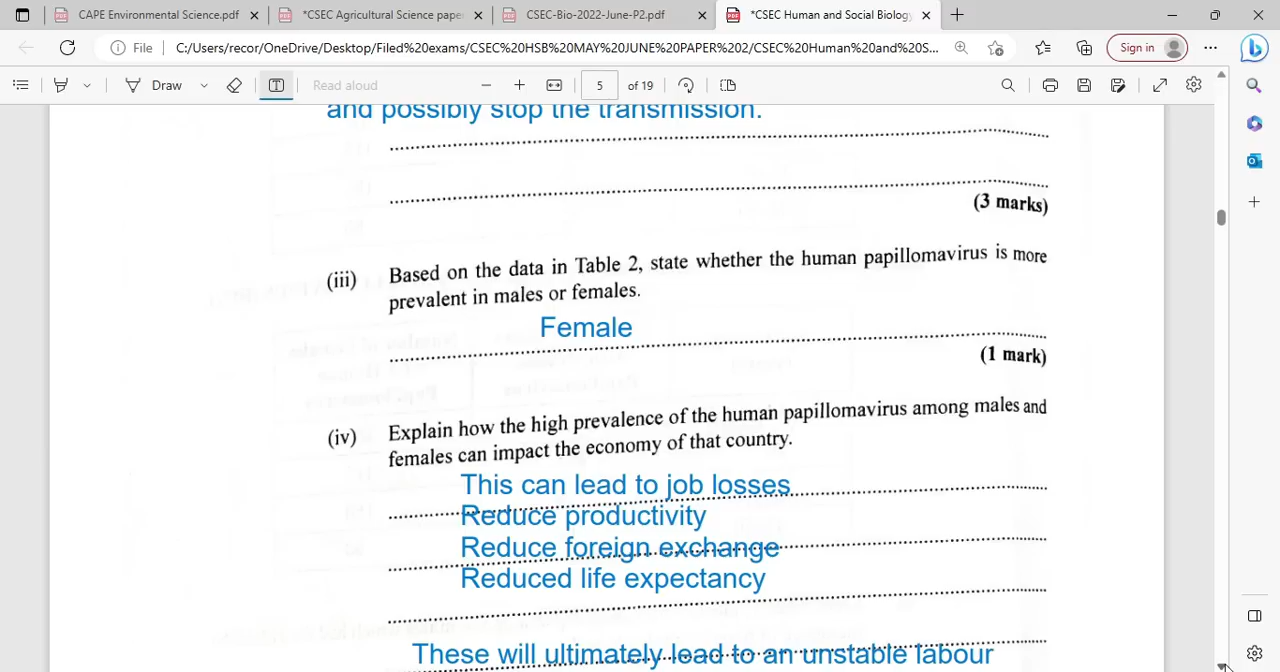 CAPE Environmental Science.pdf
*CSEC Agricultural Science paper
CSEC-Bio-2022-June-P2.pdf
*CSEC Human and Social Biology
File
C:/Users/recor/OneDrive/Desktop/Filed%20exams/CSEC%20HSB%20MAY%20JUNE%20PAPER%202/CSEC%20Human%20and%20S...
Sign in
Draw
Read aloud
5 of 19
and possibly stop the transmission.
(3 marks)
(iii) Based on the data in Table 2, state whether the human papillomavirus is more
prevalent in males or females.
Female
(1 mark)
(iv) Explain how the high prevalence of the human papillomavirus among males and
females can impact the economy of that country.
This can lead to job losses
Reduce productivity
Reduce foreign exchange
Reduced life expectancy
These will ultimately lead to an unstable labour